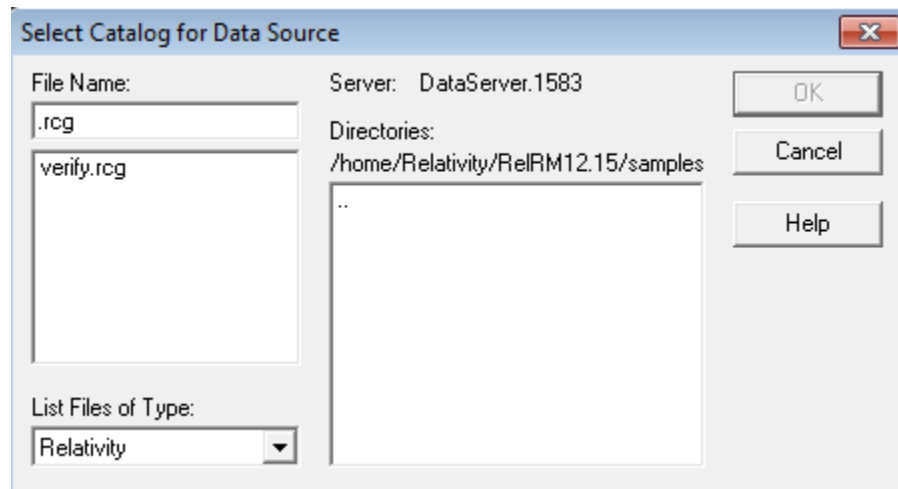 Select Catalog for Data Source
File Name:
.rcg
verify.rcg
List Files of Type:
Relativity
Server: DataServer.1583
Directories:
/home/Relativity/RelRM12.15/samples
..
OK
Cancel
Help